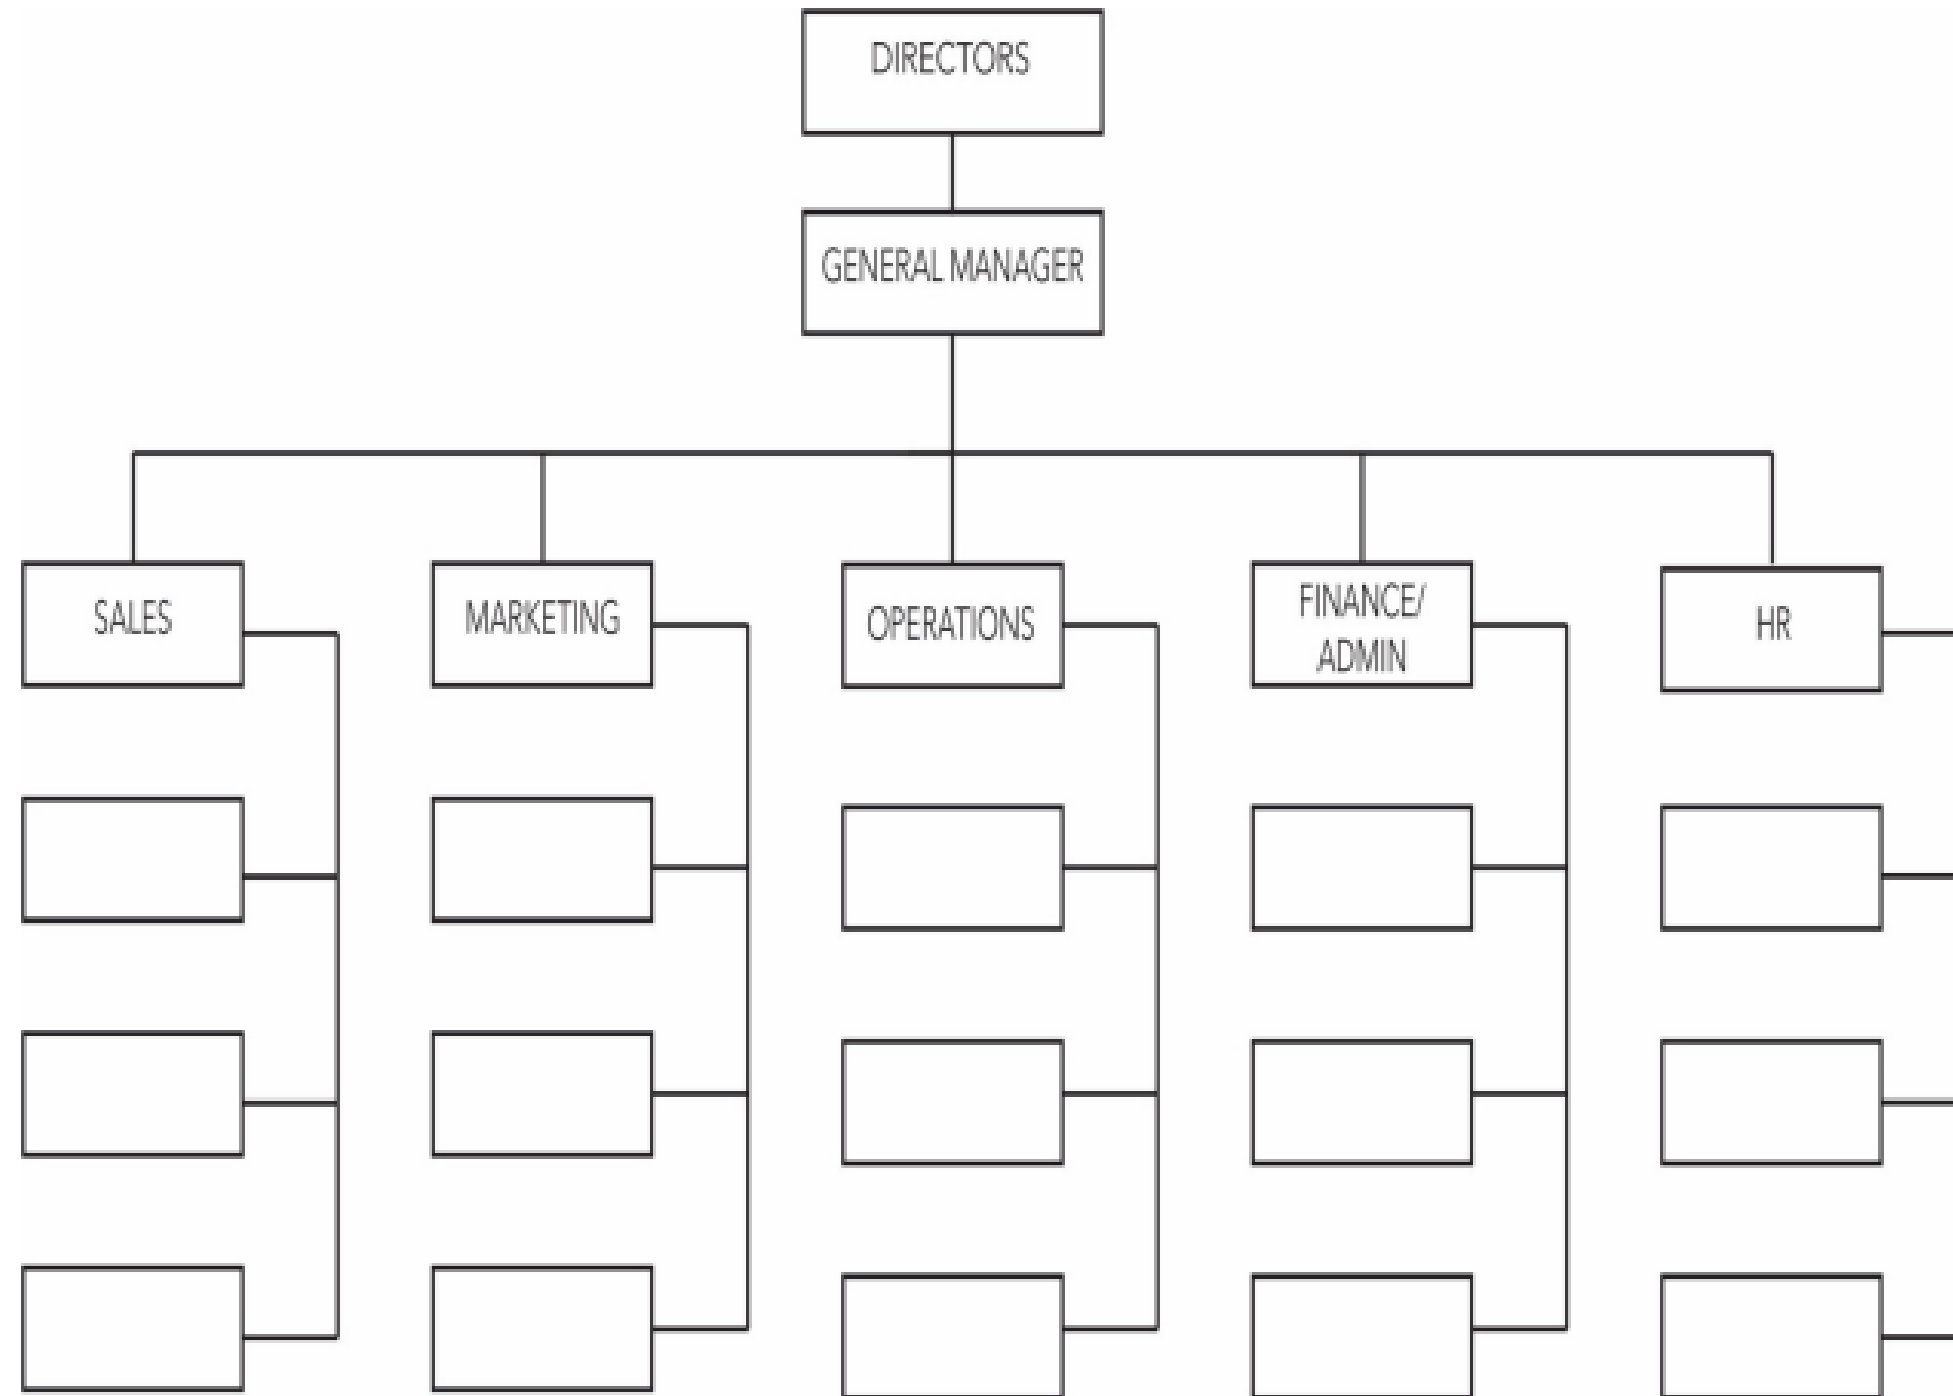 DIRECTORS
GENERAL MANAGER
SALES
MARKETING
OPERATIONS
FINANCE/
ADMIN
HR